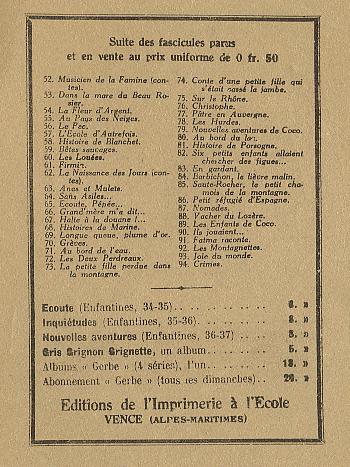 Suite des fascicules parus
et en vente au prix uniforme de 0 fr. 50
52. Musicien de la Famine (con-
tes).
53. Dans la mare du Beau Ro-
sier.
54. La Fleur d'Argent.
55. Au Pays des Neiges.
56. Le Pec.
57. L'Ecole d'Autrefois.
58. Histoire de Blanchet.
59. Bêtes sauvages.
60. Les Louées.
61. Firmin.
62. La Naissance des Jours (con-
tes).
63. Anes et Mulets.
64. Sans Asiles...
65. Ecoute, Pépée...
66. Grand'mère m'a dit...
67. Halte à la douane !...
68. Histoires de Marine.
69. Longue queue, plume d'or.
70. Grèves.
71. Au bord de l'eau.
72. Les Deux Perdreaux.
73. La petite fille perdue dans
la montagne.
74. Conte d'une petite fille qui
s'était cassé la jambe.
75. Sur le Rhône.
76. Christophe.
77. Pâtre en Auvergne.
78. Les Hurdes.
79. Nouvelles aventures de Coco.
80. Au bord du lac.
81. Histoire de Porsogne.
82. Six petits enfants allaient
chercher des figues...
83. En gardant.
84. Barbichon, le lièvre malin.
85. Saute-Rocher, le petit cha-
mois de la montagne.
86. Petit réfugié d'Espagne.
87. Nomades.
88. Vacher du Lozère.
89. Les Enfants de Coco.
90. Ils jouaient...
91. Fatma raconte.
92. Les Montagnettes.
93. Joie du monde.
94. Crimes.
Ecoute (Enfantines, 34-35) .......... 6. »
Inquiétudes (Enfantines, 35-36) ........ »
Nouvelles aventures (Enfantines, 36-37) ...... »
Gris Grignon Grignette, un album ........ 5. »
Albums « Gerbe » (4 séries), l'un ........ »
Abonnement « Gerbe » (tous les dimanches) .. »
Editions de l'Imprimerie à l'Ecole
VENCE (ALPES-MARITIMES)